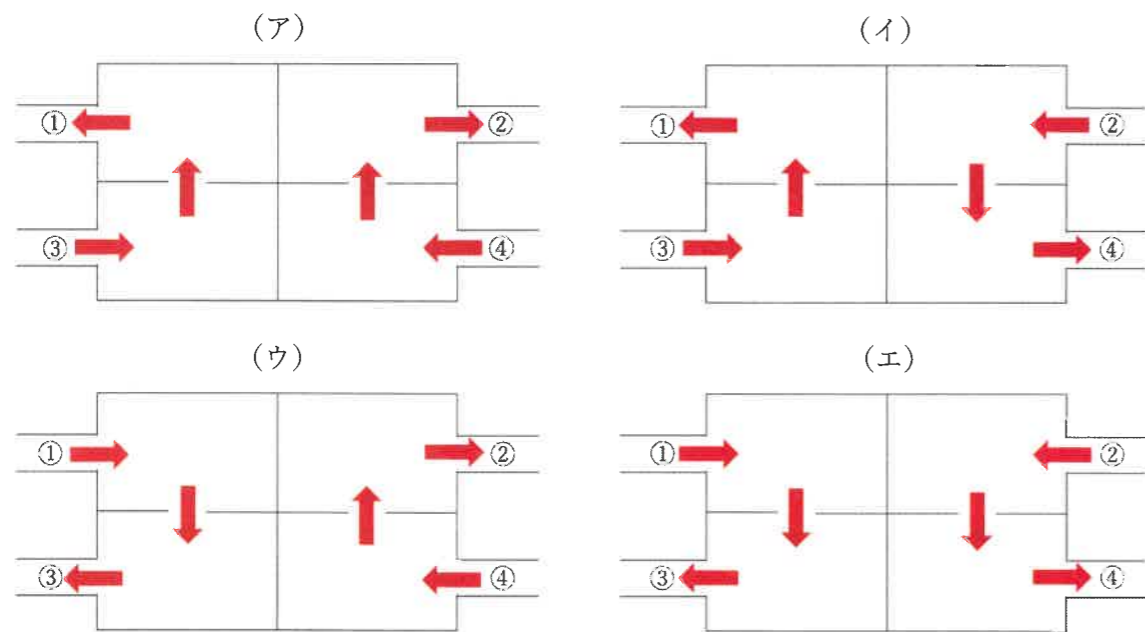 (ア)
(イ)
① ②
① ②
③ ④
③ ④
(ウ)
(エ)
① ②
① ②
③ ④
③ ④